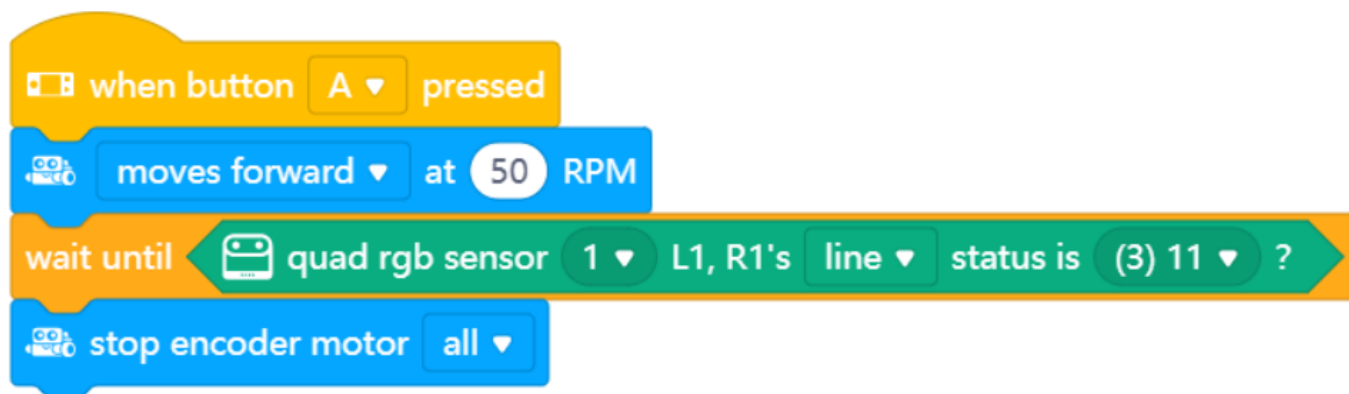 when button A pressed
moves forward at 50 RPM
wait until quad rgb sensor 1 L1, R1's line status is (3) 11 ?
stop encoder motor all